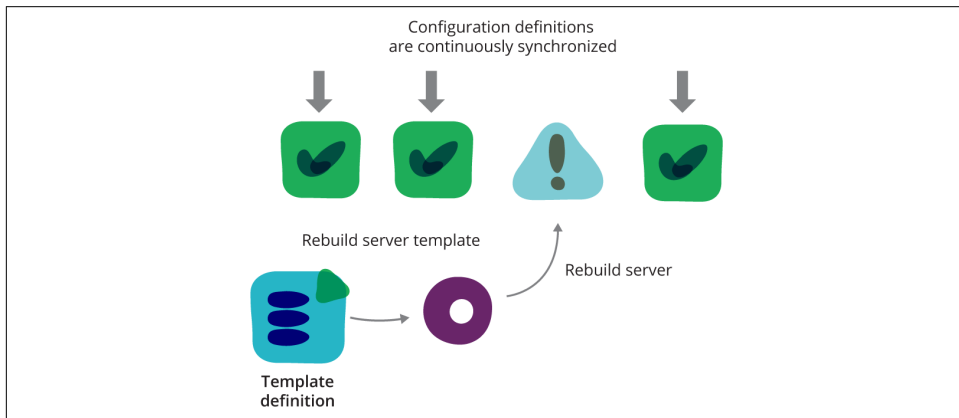 Configuration definitions
are continuously synchronized
Rebuild server template
Rebuild server
Template
definition